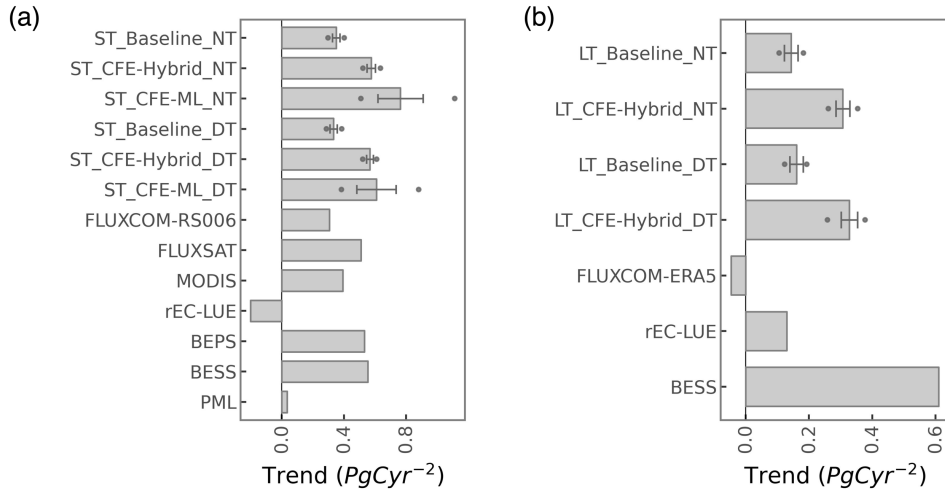 (a)
ST_Baseline_NT
ST_CFE-Hybrid_NT
ST_CFE-ML_NT
ST_Baseline_DT
ST_CFE-Hybrid_DT
ST_CFE-ML_DT
FLUXCOM-RS006
FLUXSAT
MODIS
rEC-LUE
BEPS
BESS
PML
0.0
0.4
0.8
Trend (PgCyr⁻²)
(b)
LT_Baseline_NT
LT_CFE-Hybrid_NT
LT_Baseline_DT
LT_CFE-Hybrid_DT
FLUXCOM-ERA5
rEC-LUE
BESS
0.0
0.2
0.4
0.6
Trend (PgCyr⁻²)